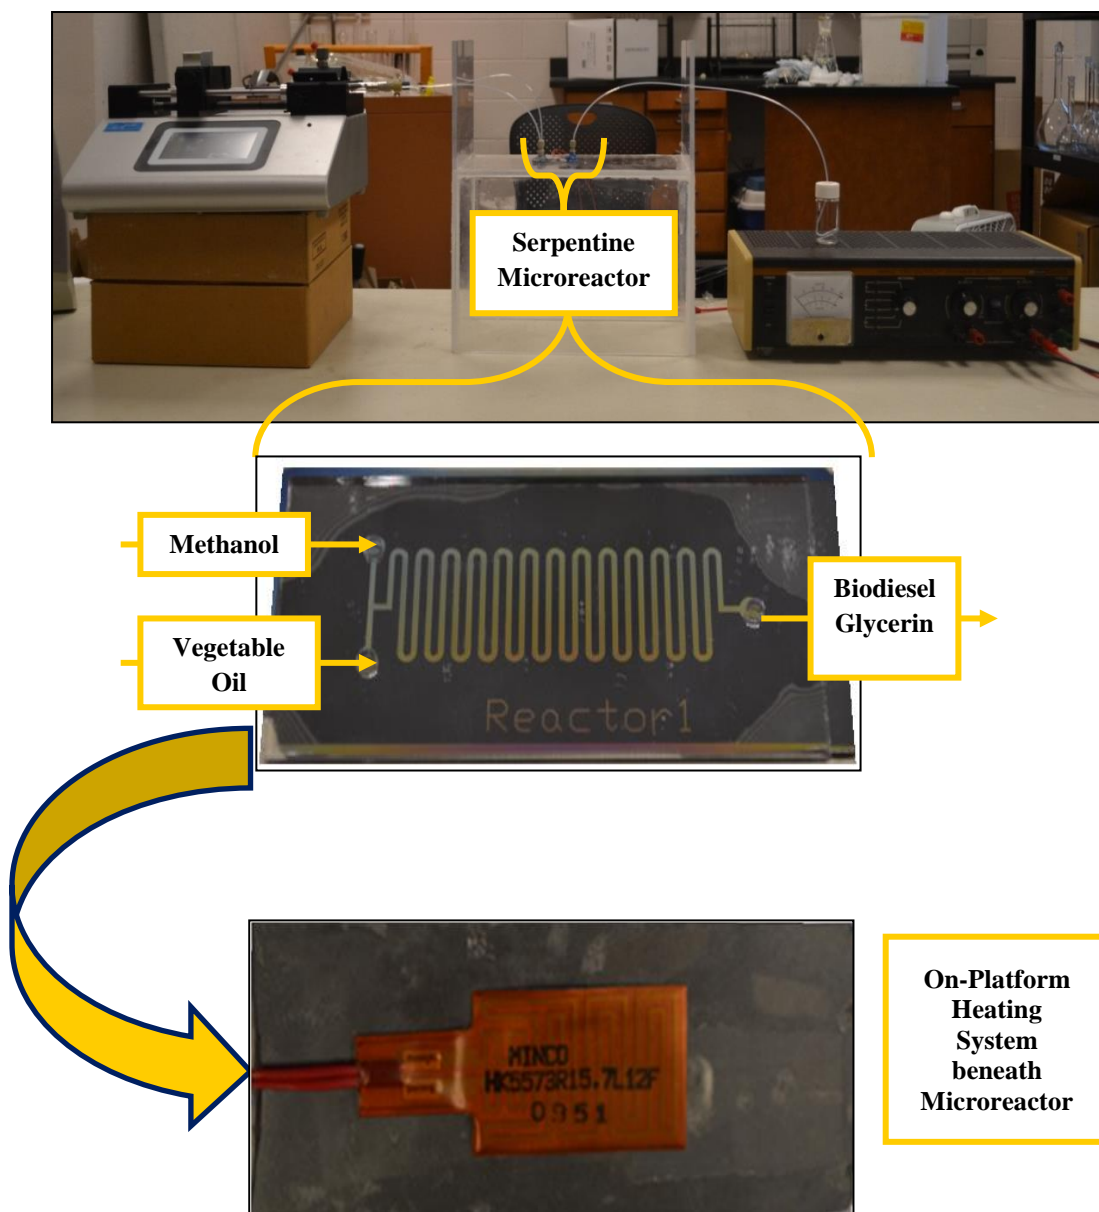 Serpentine
Microreactor
Methanol
Vegetable
Oil
Biodiesel
Glycerin
Reactor1
MINCO
HK5573R15.7L12F
0951
On-Platform
Heating
System
beneath
Microreactor